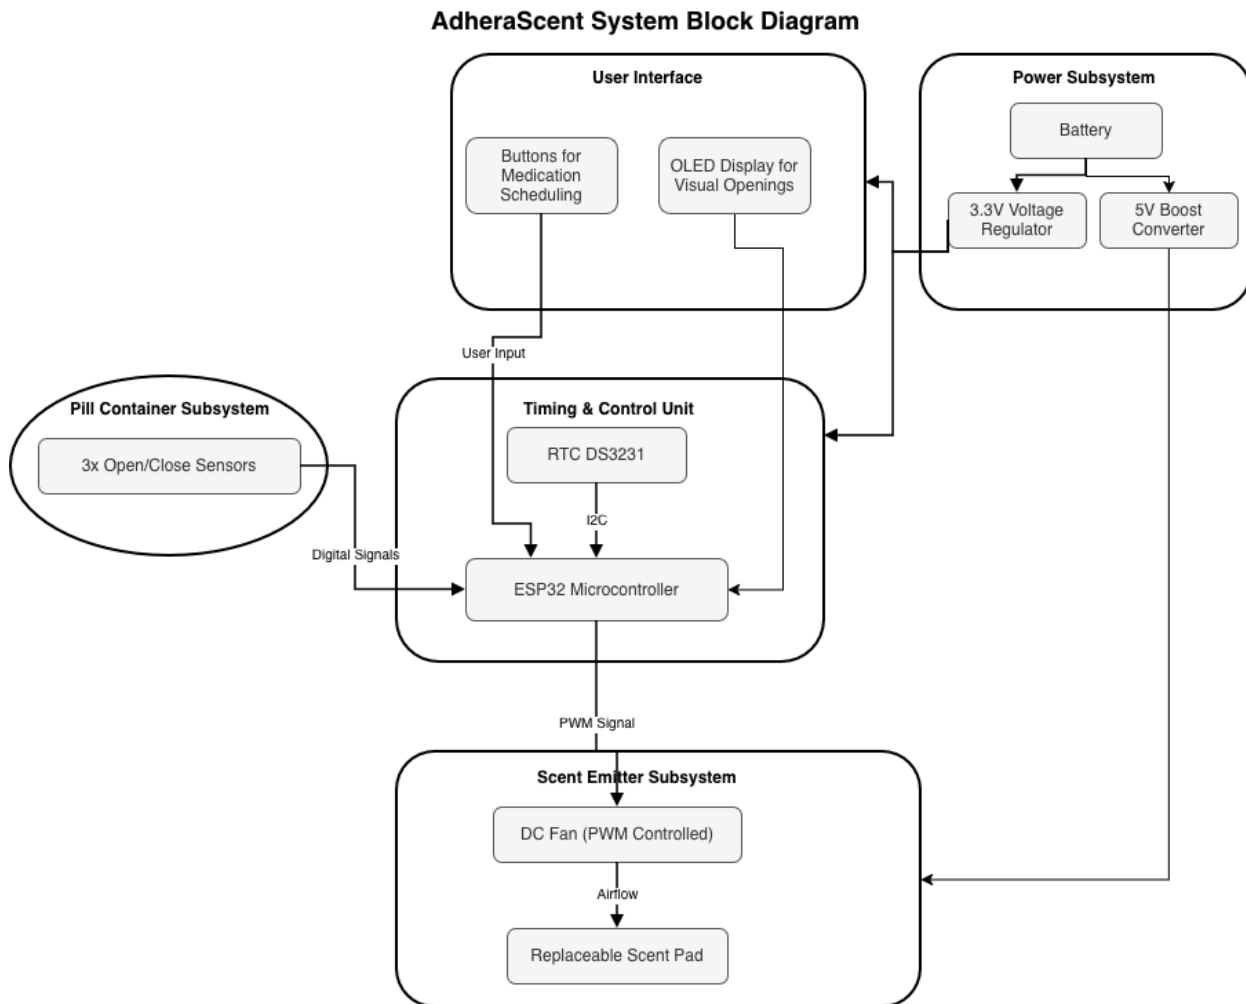 AdheraScent System Block Diagram
User Interface
Buttons for
Medication
Scheduling
OLED Display for
Visual Openings
Power Subsystem
Battery
3.3V Voltage
Regulator
5V Boost
Converter
User Input
Pill Container Subsystem
3x Open/Close Sensors
Digital Signals
Timing & Control Unit
RTC DS3231
I2C
ESP32 Microcontroller
PWM Signal
Scent Emitter Subsystem
DC Fan (PWM Controlled)
Airflow
Replaceable Scent Pad